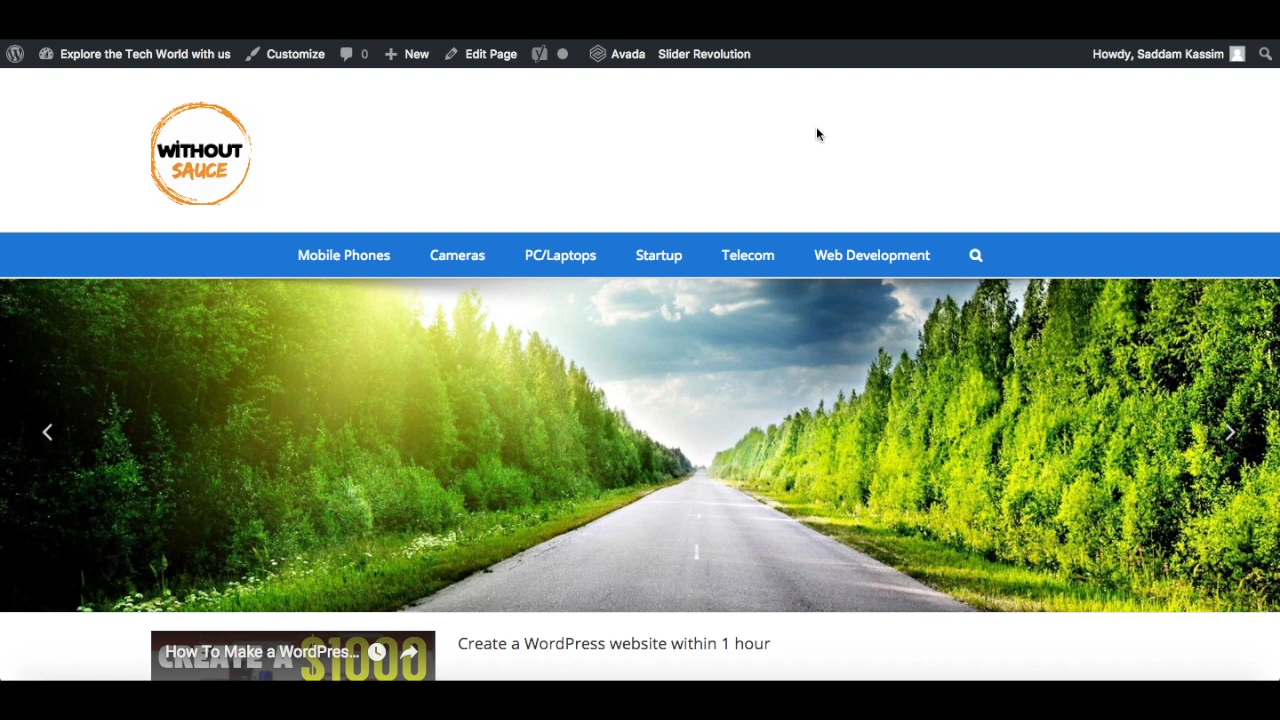 Explore the Tech World with us Customize 0 New Edit Page Avada Slider Revolution Howdy, Saddam Kassim
WiTHOUT
SAUCE
Mobile Phones Cameras PC/Laptops Startup Telecom Web Development
How To Make a WordPres...
CREATE A $1000
Create a WordPress website within 1 hour